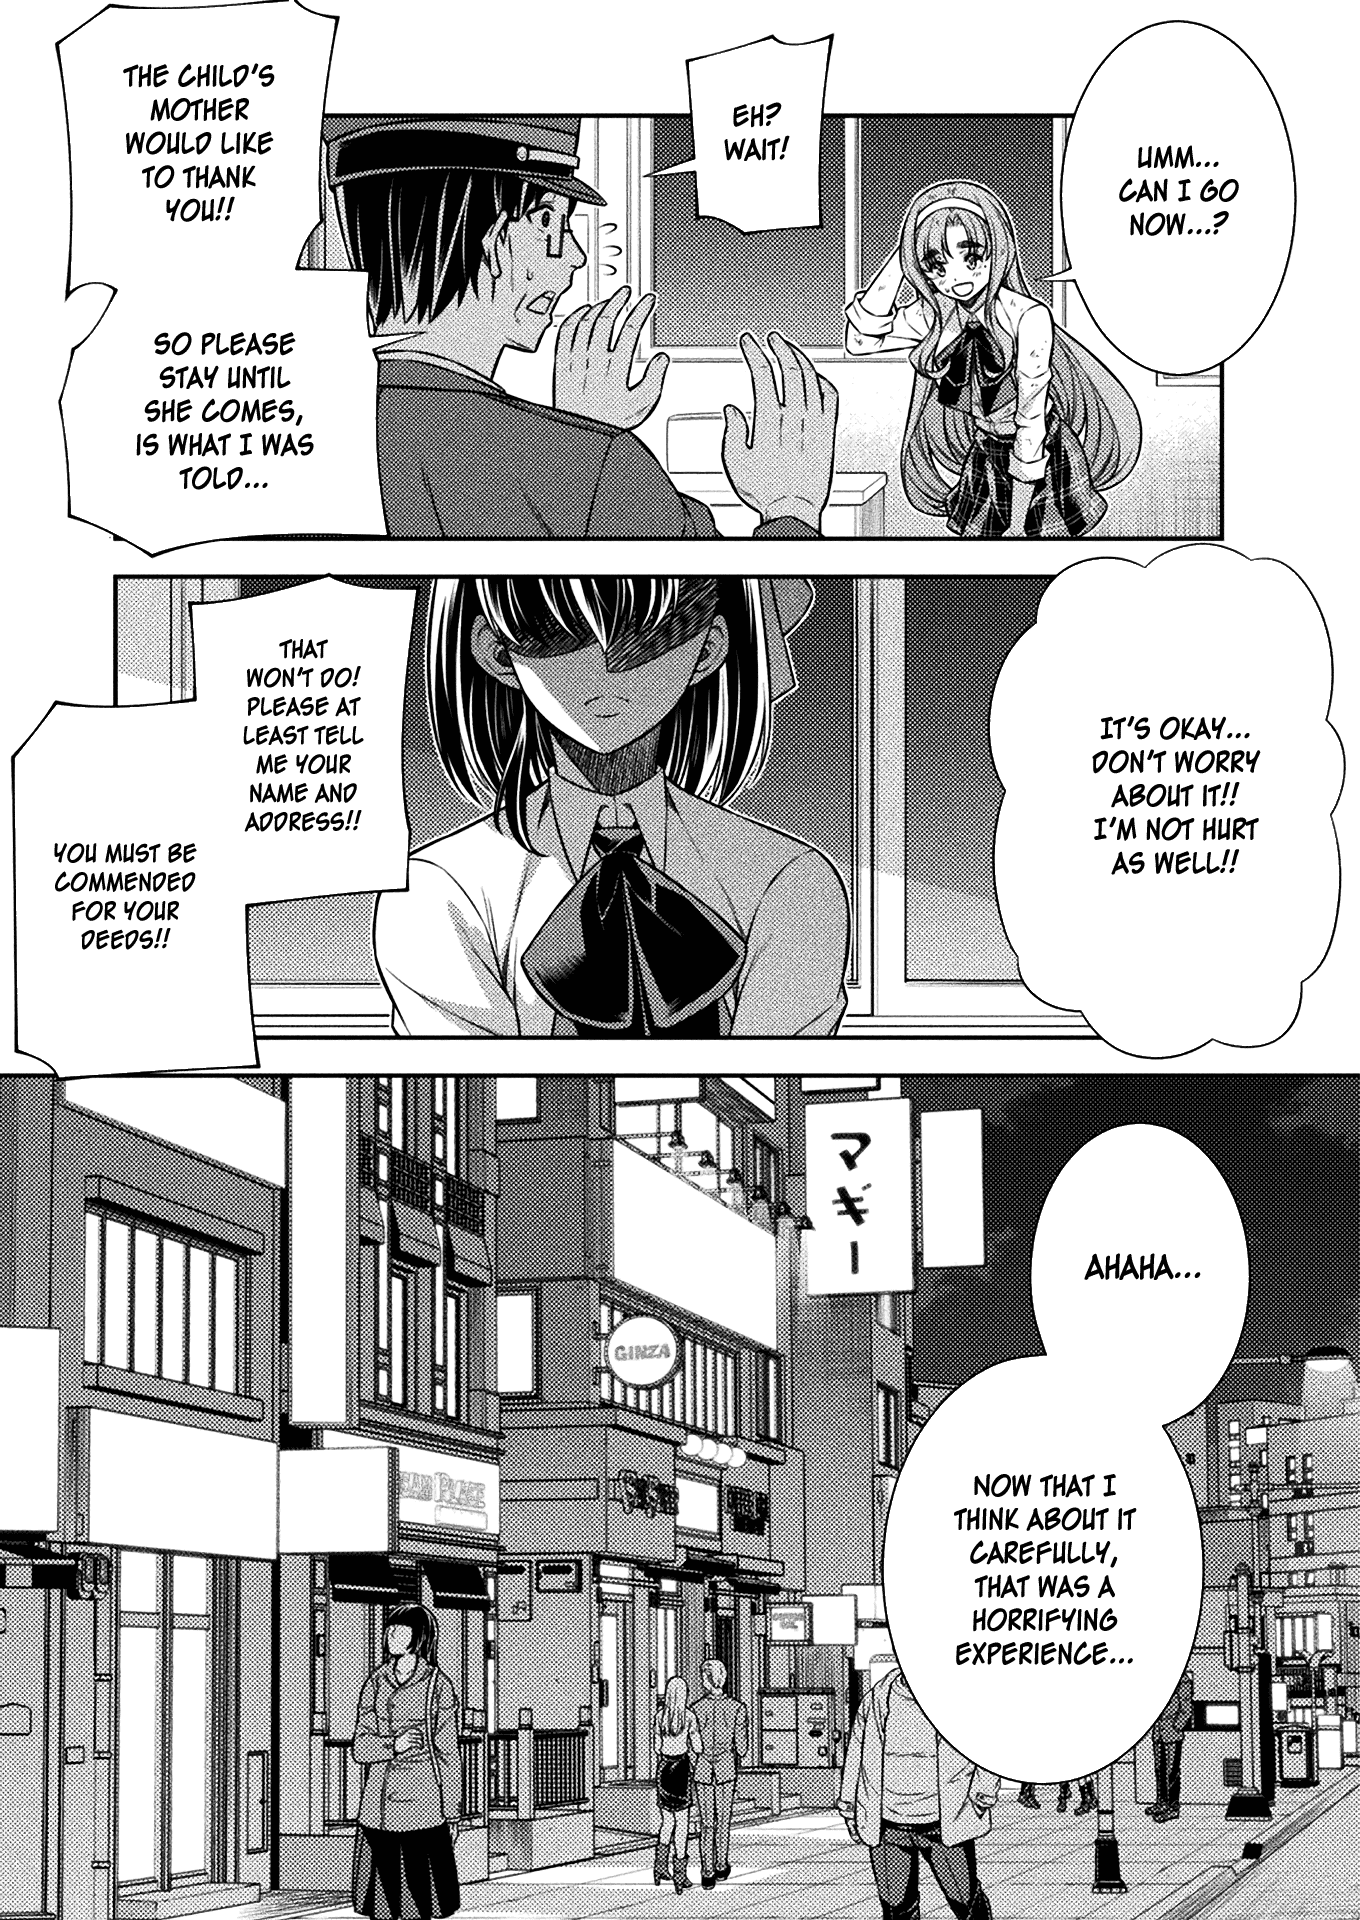 UMM...
CAN I GO
NOW...?
EH?
WAIT!
THE CHILD'S
MOTHER
WOULD LIKE
TO THANK
YOU!!
SO PLEASE
STAY UNTIL
SHE COMES,
IS WHAT I WAS
TOLD...
IT'S OKAY...
DON'T WORRY
ABOUT IT!!
I'M NOT HURT
AS WELL!!
THAT
WON'T DO!
PLEASE AT
LEAST TELL
ME YOUR
NAME AND
ADDRESS!!
YOU MUST BE
COMMENDED
FOR YOUR
DEEDS!!
マギー
AHAHA...
GINZA
NOW THAT I
THINK ABOUT IT
CAREFULLY,
THAT WAS A
HORRIFYING
EXPERIENCE...
PLACE